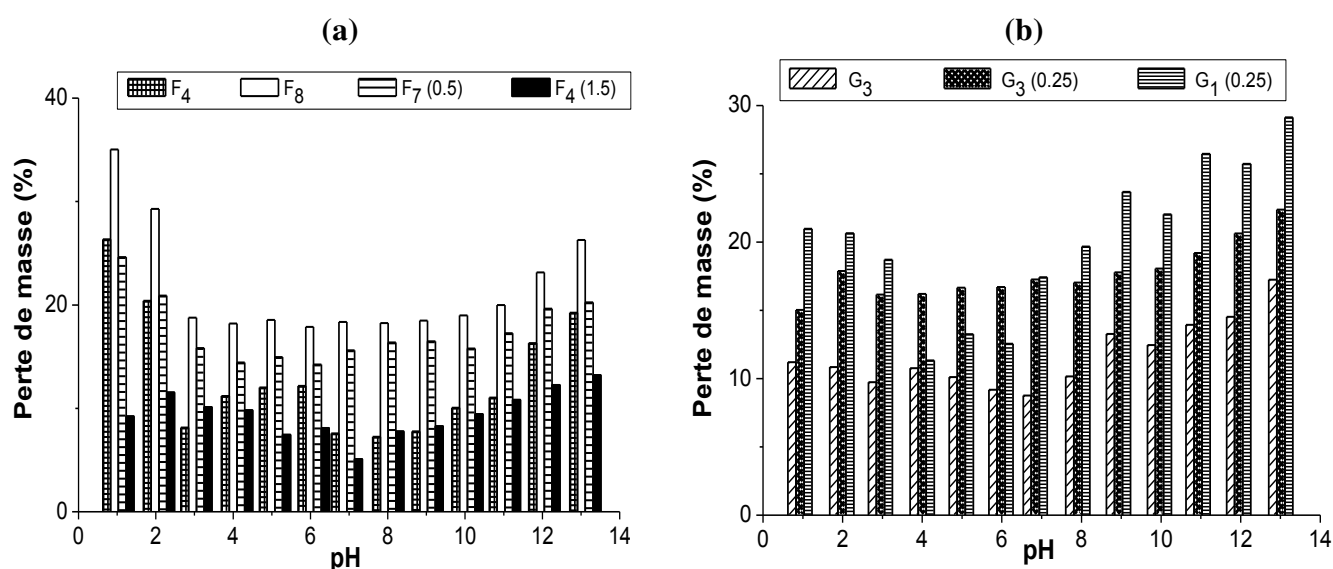 (a)
F4 F8 F7 (0.5) F4 (1.5)
40
20
0
Perte de masse (%)
0 2 4 6 8 10 12 14
pH
(b)
G3 G3 (0.25) G1 (0.25)
30
20
10
0
Perte de masse (%)
0 2 4 6 8 10 12 14
pH